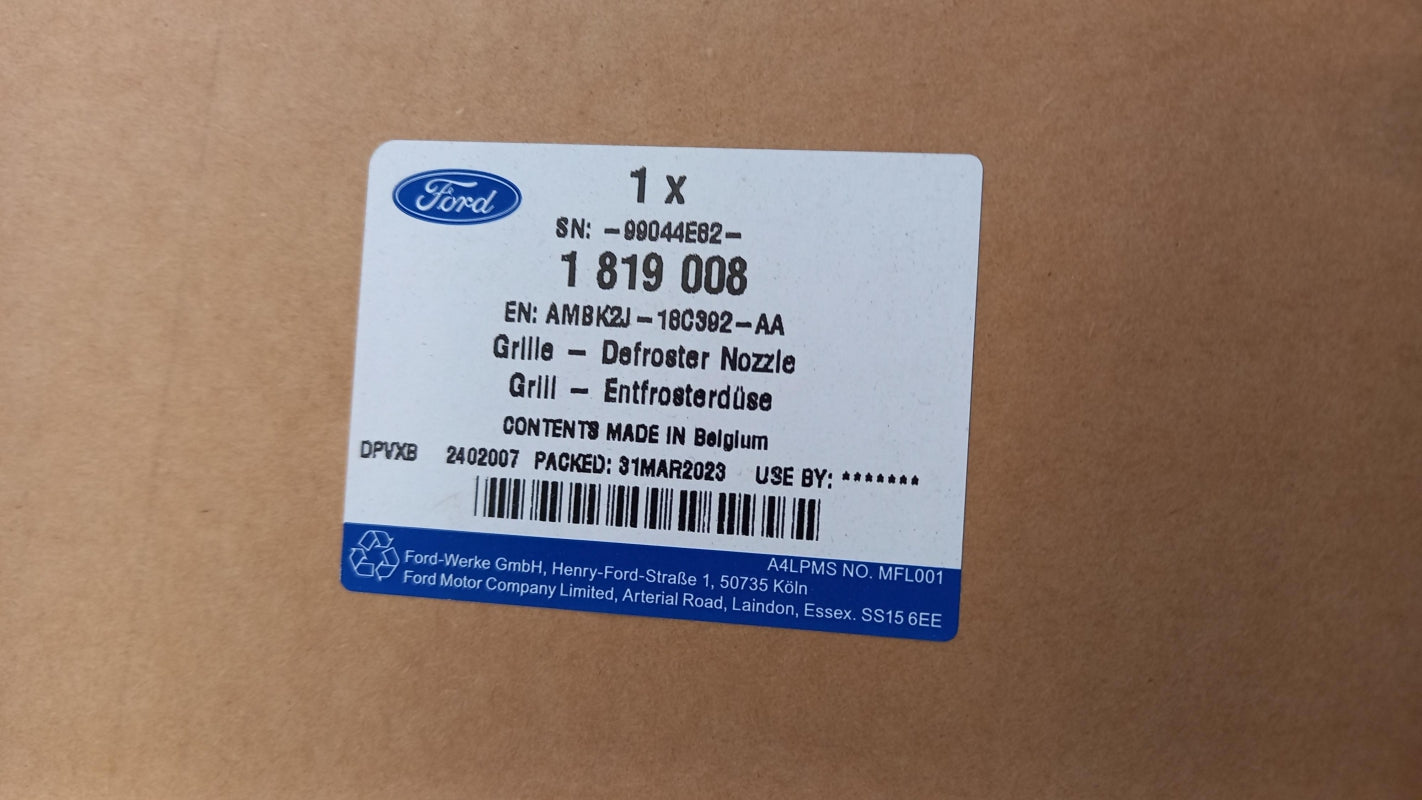 Ford
1 x
SN: -99044E62-
1 819 008
EN: AMBK2J-18C392-AA
Grille - Defroster Nozzle
Grill - Entfrosterdüse
CONTENTS MADE IN Belgium
DPVXB 2402007 PACKED: 31MAR2023 USE BY: *******
A4LPMS NO. MFL001
Ford-Werke GmbH, Henry-Ford-Straße 1, 50735 Köln
Ford Motor Company Limited, Arterial Road, Laindon, Essex. SS15 6EE